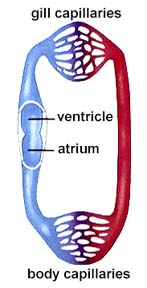 gill capillaries
ventricle
atrium
body capillaries